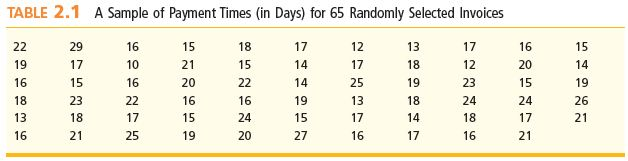 TABLE 2.1 A Sample of Payment Times (in Days) for 65 Randomly Selected Invoices
22 29 16 15 18 17 12 13 17 16 15
19 17 10 21 15 14 17 18 12 20 14
16 15 16 20 22 14 25 19 23 15 19
18 23 22 16 16 19 13 18 24 24 26
13 18 17 15 24 15 17 14 18 17 21
16 21 25 19 20 27 16 17 16 21